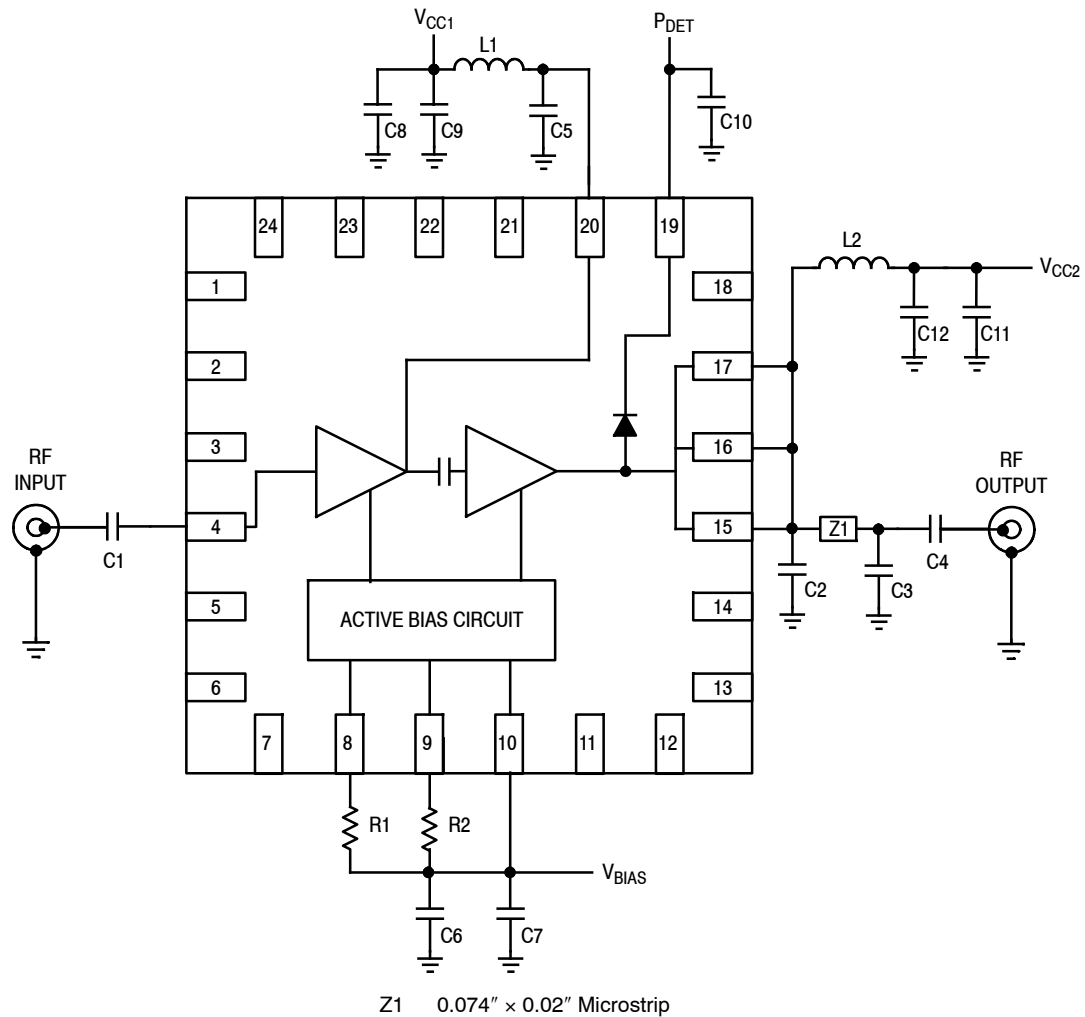 VCC1
PDET
L1
C8
C9
C5
C10
24
23
22
21
20
19
L2
VCC2
C12
C11
1
18
2
17
3
16
RF
INPUT
RF
OUTPUT
4
15
Z1
C1
C4
C2
C3
5
14
ACTIVE BIAS CIRCUIT
6
13
7
8
9
10
11
12
R1
R2
VBIAS
C6
C7
Z1 0.074″ × 0.02″ Microstrip